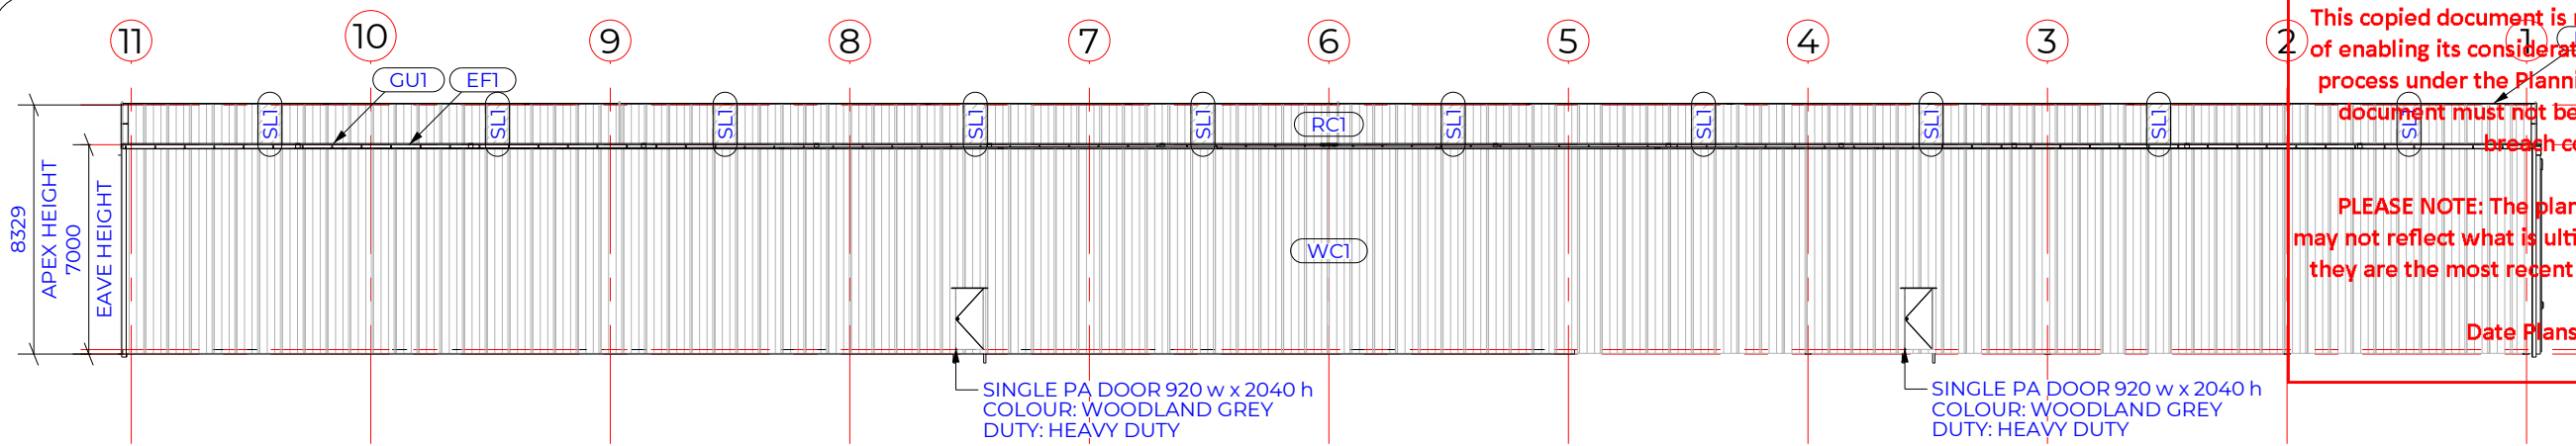 11 10 9 8 7 6 5 4 3 2 1
GU1 EF1
SL1 SL1 SL1 SL1 SL1 SL1 SL1 SL1 SL1 SL1
RC1
WC1
8329
APEX HEIGHT
7000
EAVE HEIGHT
SINGLE PA DOOR 920 w x 2040 h
COLOUR: WOODLAND GREY
DUTY: HEAVY DUTY
SINGLE PA DOOR 920 w x 2040 h
COLOUR: WOODLAND GREY
DUTY: HEAVY DUTY
This copied document is
of enabling its
process under the
document must not be
breach
PLEASE NOTE: The
may not reflect what is
they are the most recent
Date Plans